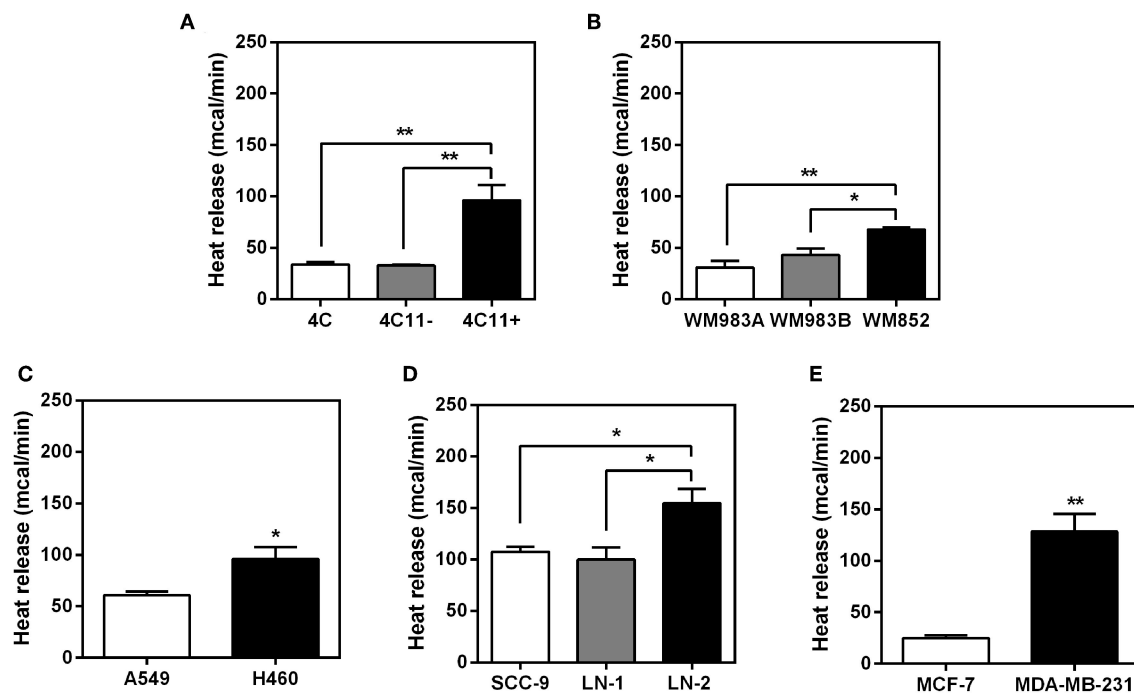 A
Heat release (mcal/min)
250
200
150
100
50
0
**
**
4C 4C11- 4C11+
B
Heat release (mcal/min)
250
200
150
100
50
0
**
*
WM983A WM983B WM852
C
Heat release (mcal/min)
250
200
150
100
50
0
*
A549 H460
D
Heat release (mcal/min)
250
200
150
100
50
0
*
*
SCC-9 LN-1 LN-2
E
Heat release (mcal/min)
250
200
150
100
50
0
**
MCF-7 MDA-MB-231